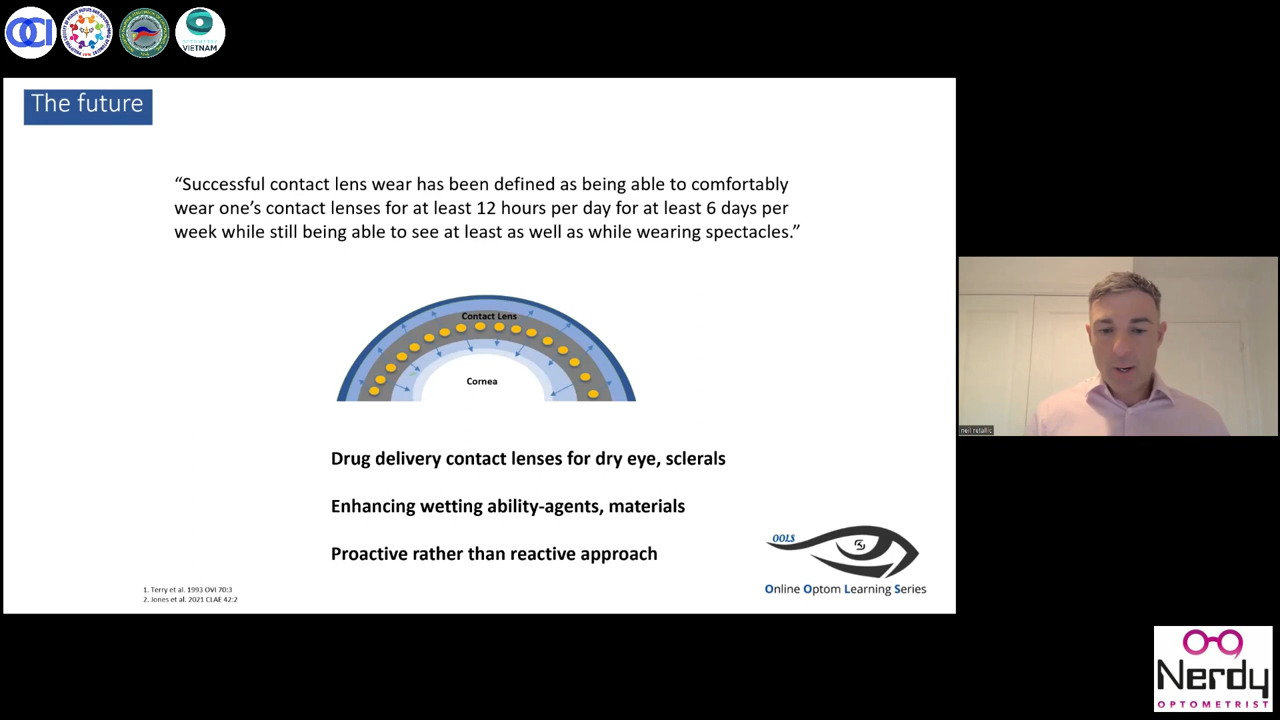 OCI
OPTOMETRY
VIETNAM
The future
“Successful contact lens wear has been defined as being able to comfortably
wear one’s contact lenses for at least 12 hours per day for at least 6 days per
week while still being able to see at least as well as while wearing spectacles.”
Contact Lens
Cornea
Drug delivery contact lenses for dry eye, sclerals
Enhancing wetting ability-agents, materials
Proactive rather than reactive approach
1. Terry et al. 1993 OVI 70:3
2. Jones et al. 2021 CLAE 42:2
OOLS
Online Optom Learning Series
neil retallic
Nerdy
OPTOMETRIST